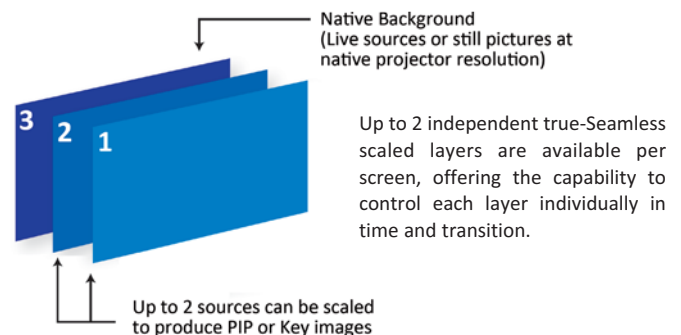 Native Background
(Live sources or still pictures at
native projector resolution)
3
2
1
Up to 2 independent true-Seamless
scaled layers are available per
screen, offering the capability to
control each layer individually in
time and transition.
Up to 2 sources can be scaled
to produce PIP or Key images